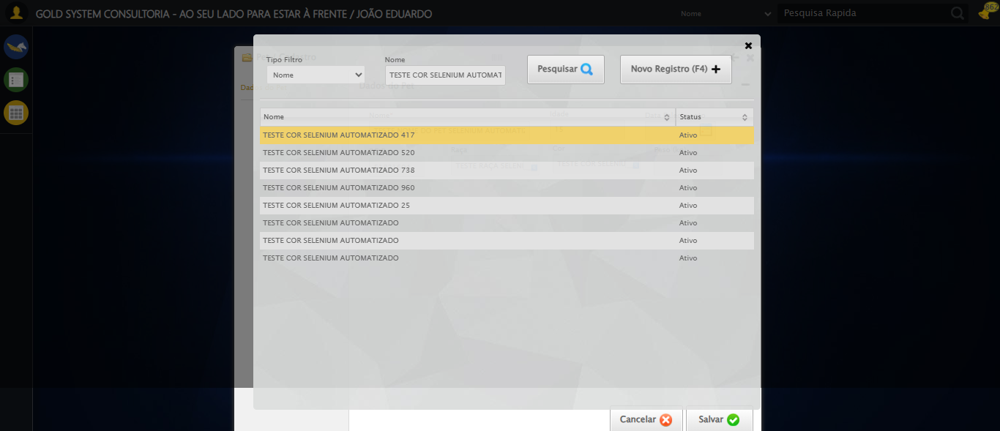 GOLD SYSTEM CONSULTORIA - AO SEU LADO PARA ESTAR À FRENTE / JOÃO EDUARDO
Nome
Pesquisa Rapida
862
Tipo Filtro
Nome
Nome
TESTE COR SELENIUM AUTOMAT
Pesquisar
Novo Registro (F4)
Dados do Pet
Nome
Status
TESTE COR SELENIUM AUTOMATIZADO 417
Ativo
TESTE COR SELENIUM AUTOMATIZADO 520
Ativo
TESTE COR SELENIUM AUTOMATIZADO 738
Ativo
TESTE COR SELENIUM AUTOMATIZADO 960
Ativo
TESTE COR SELENIUM AUTOMATIZADO 25
Ativo
TESTE COR SELENIUM AUTOMATIZADO
Ativo
TESTE COR SELENIUM AUTOMATIZADO
Ativo
TESTE COR SELENIUM AUTOMATIZADO
Ativo
Cancelar
Salvar